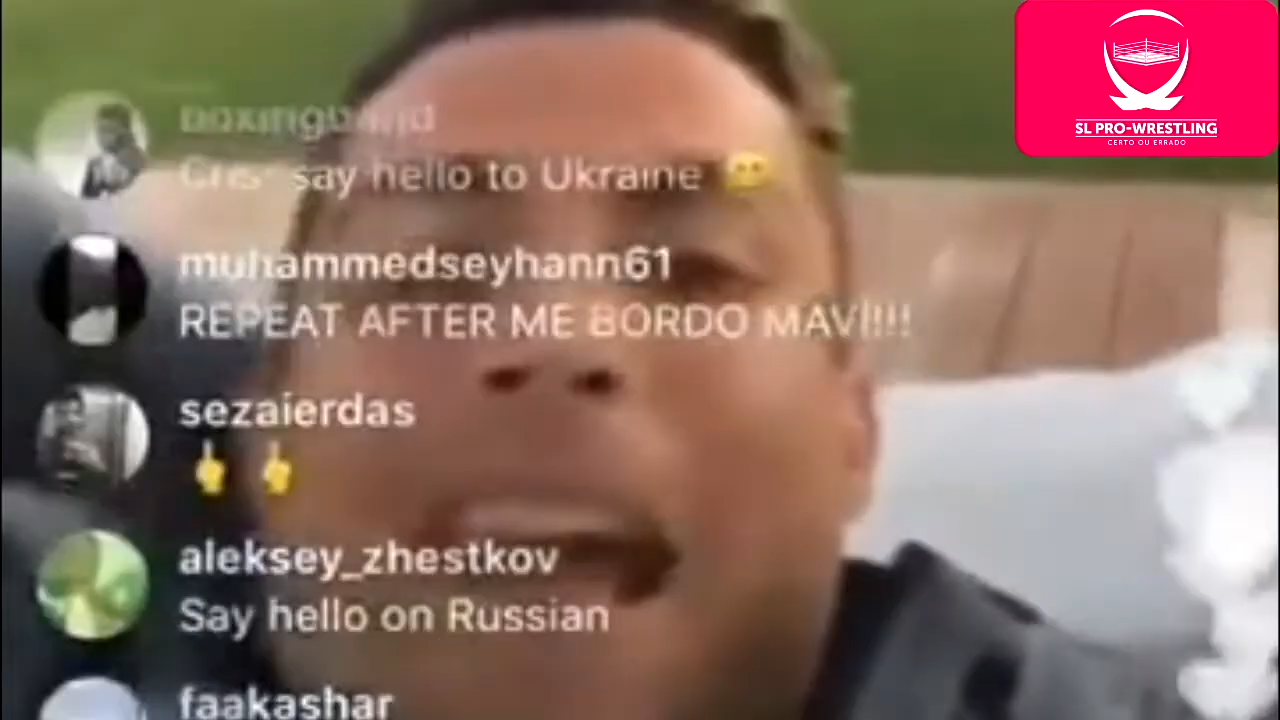 say hello to Ukraine
muhammedseyhann61
REPEAT AFTER ME BORDO MAVİ!!!
sezaierdas
aleksey_zhestkov
Say hello on Russian
faakashar
SL PRO-WRESTLING
CERTO OU ERRADO